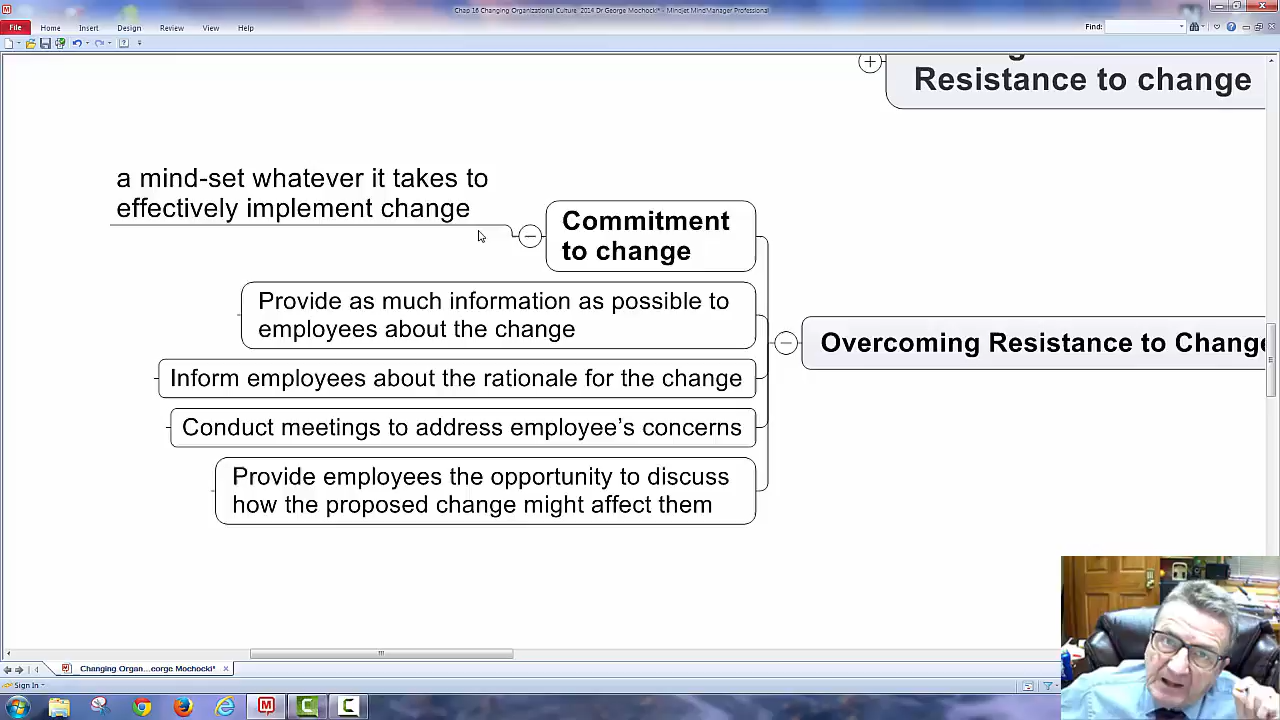 Chap 16 Changing Organizational Culture 2014 Dr George Mochocki - Mindjet MindManager Professional
File Home Insert Design Review View Help
Find:
Resistance to change
a mind-set whatever it takes to
effectively implement change
Commitment
to change
Provide as much information as possible to
employees about the change
Overcoming Resistance to Change
Inform employees about the rationale for the change
Conduct meetings to address employee's concerns
Provide employees the opportunity to discuss
how the proposed change might affect them
Changing Organ...eorge Mochocki*
Sign In